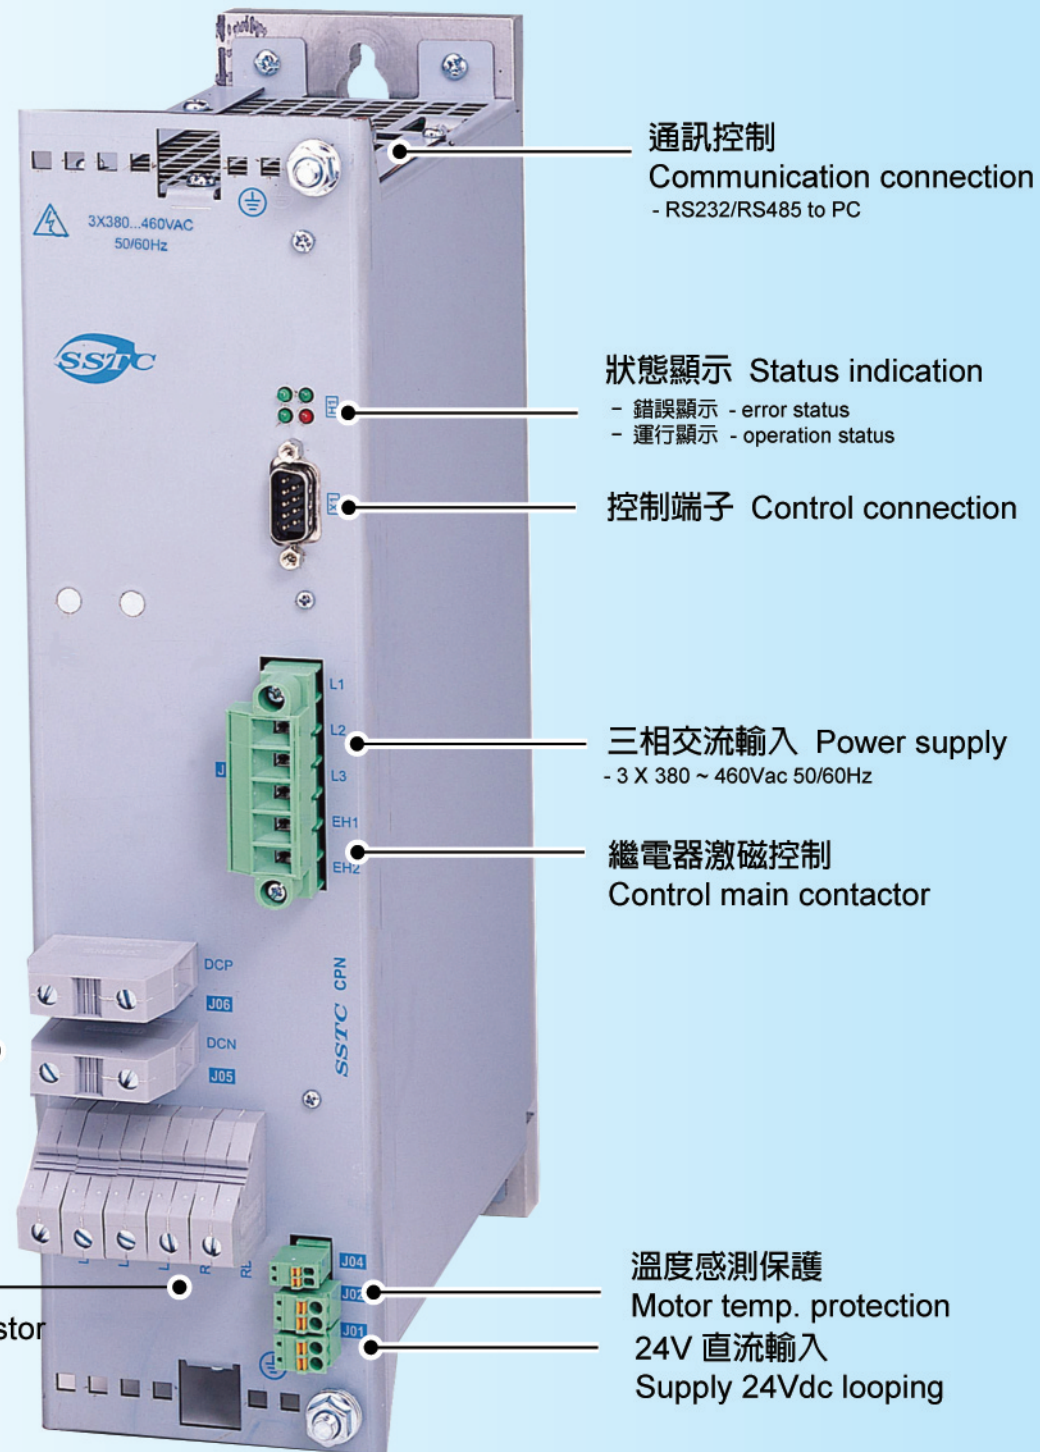 通訊控制
Communication connection
- RS232/RS485 to PC
3X380...460VAC
50/60Hz
SSTC
狀態顯示 Status indication
- 錯誤顯示 - error status
- 運行顯示 - operation status
H1
控制端子 Control connection
X1
L1
L2
L3
EH1
EH2
三相交流輸入 Power supply
- 3 X 380 ~ 460Vac 50/60Hz
繼電器激磁控制
Control main contactor
DCP
J06
DCN
J05
SSTC CPN
J04
J02
J01
溫度感測保護
Motor temp. protection
24V 直流輸入
Supply 24Vdc looping